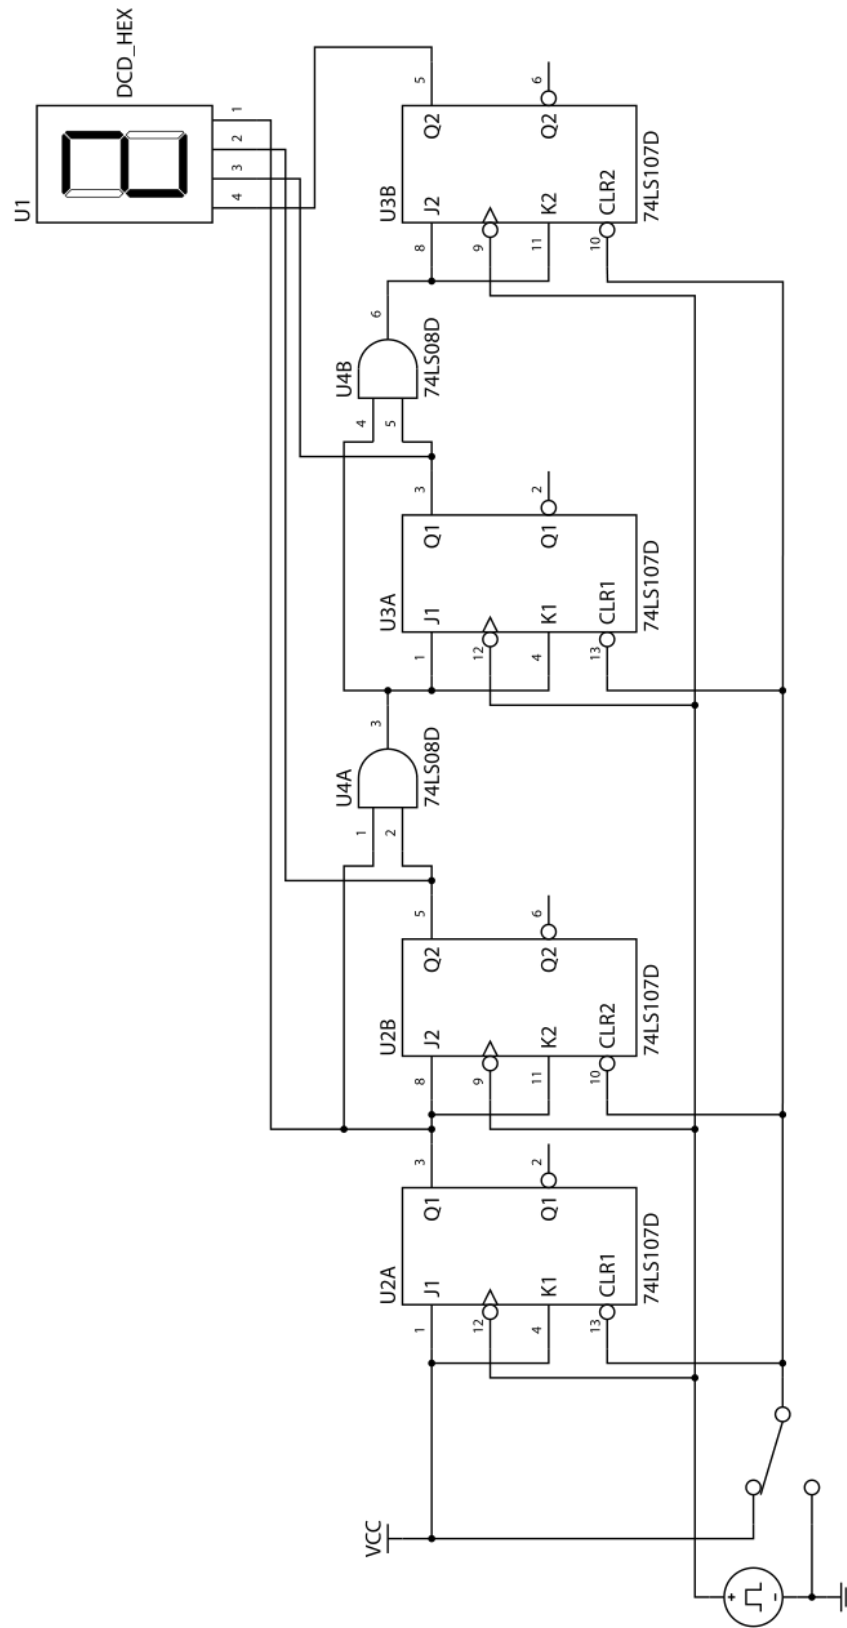 U1
DCD_HEX
4 3 2 1
VCC
U2A
1 J1 Q1 3
12
4 K1 Q1 2
13 CLR1
74LS107D
U2B
8 J2 Q2 5
9
11 K2 Q2 6
10 CLR2
74LS107D
U4A
1
2
3
74LS08D
U3A
1 J1 Q1 3
12
4 K1 Q1 2
13 CLR1
74LS107D
U4B
4
5
6
74LS08D
U3B
8 J2 Q2 5
9
11 K2 Q2 6
10 CLR2
74LS107D
+
-